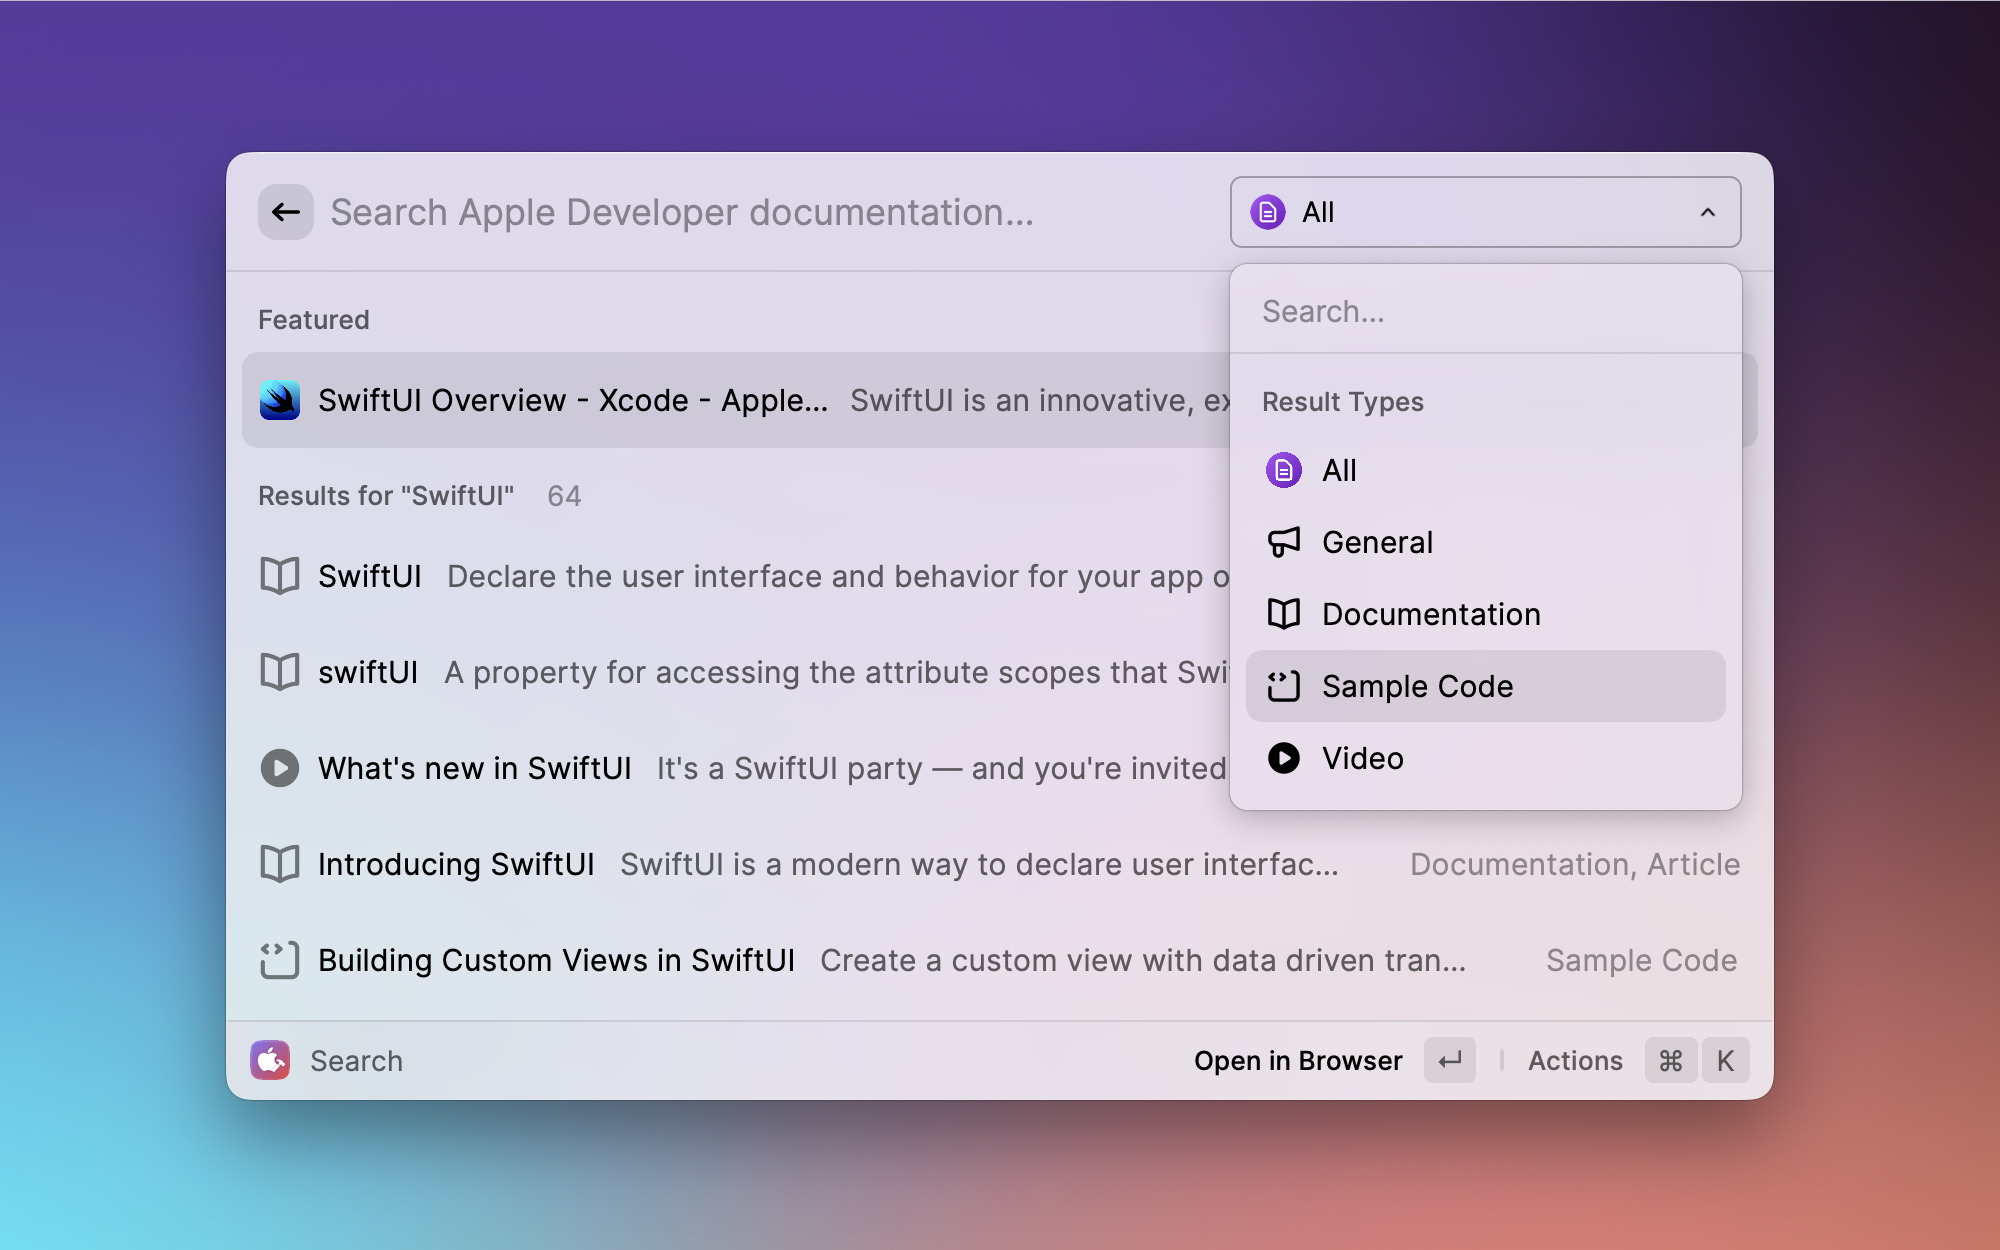 Search Apple Developer documentation...
All
Featured
SwiftUI Overview - Xcode - Apple... SwiftUI is an innovative,
Results for "SwiftUI" 64
SwiftUI Declare the user interface and behavior for your app
swiftUI A property for accessing the attribute scopes that
What's new in SwiftUI It's a SwiftUI party — and you're invited
Introducing SwiftUI SwiftUI is a modern way to declare user interfac... Documentation, Article
Building Custom Views in SwiftUI Create a custom view with data driven tran... Sample Code
Search...
Result Types
All
General
Documentation
Sample Code
Video
Search
Open in Browser ↵ Actions ⌘ K